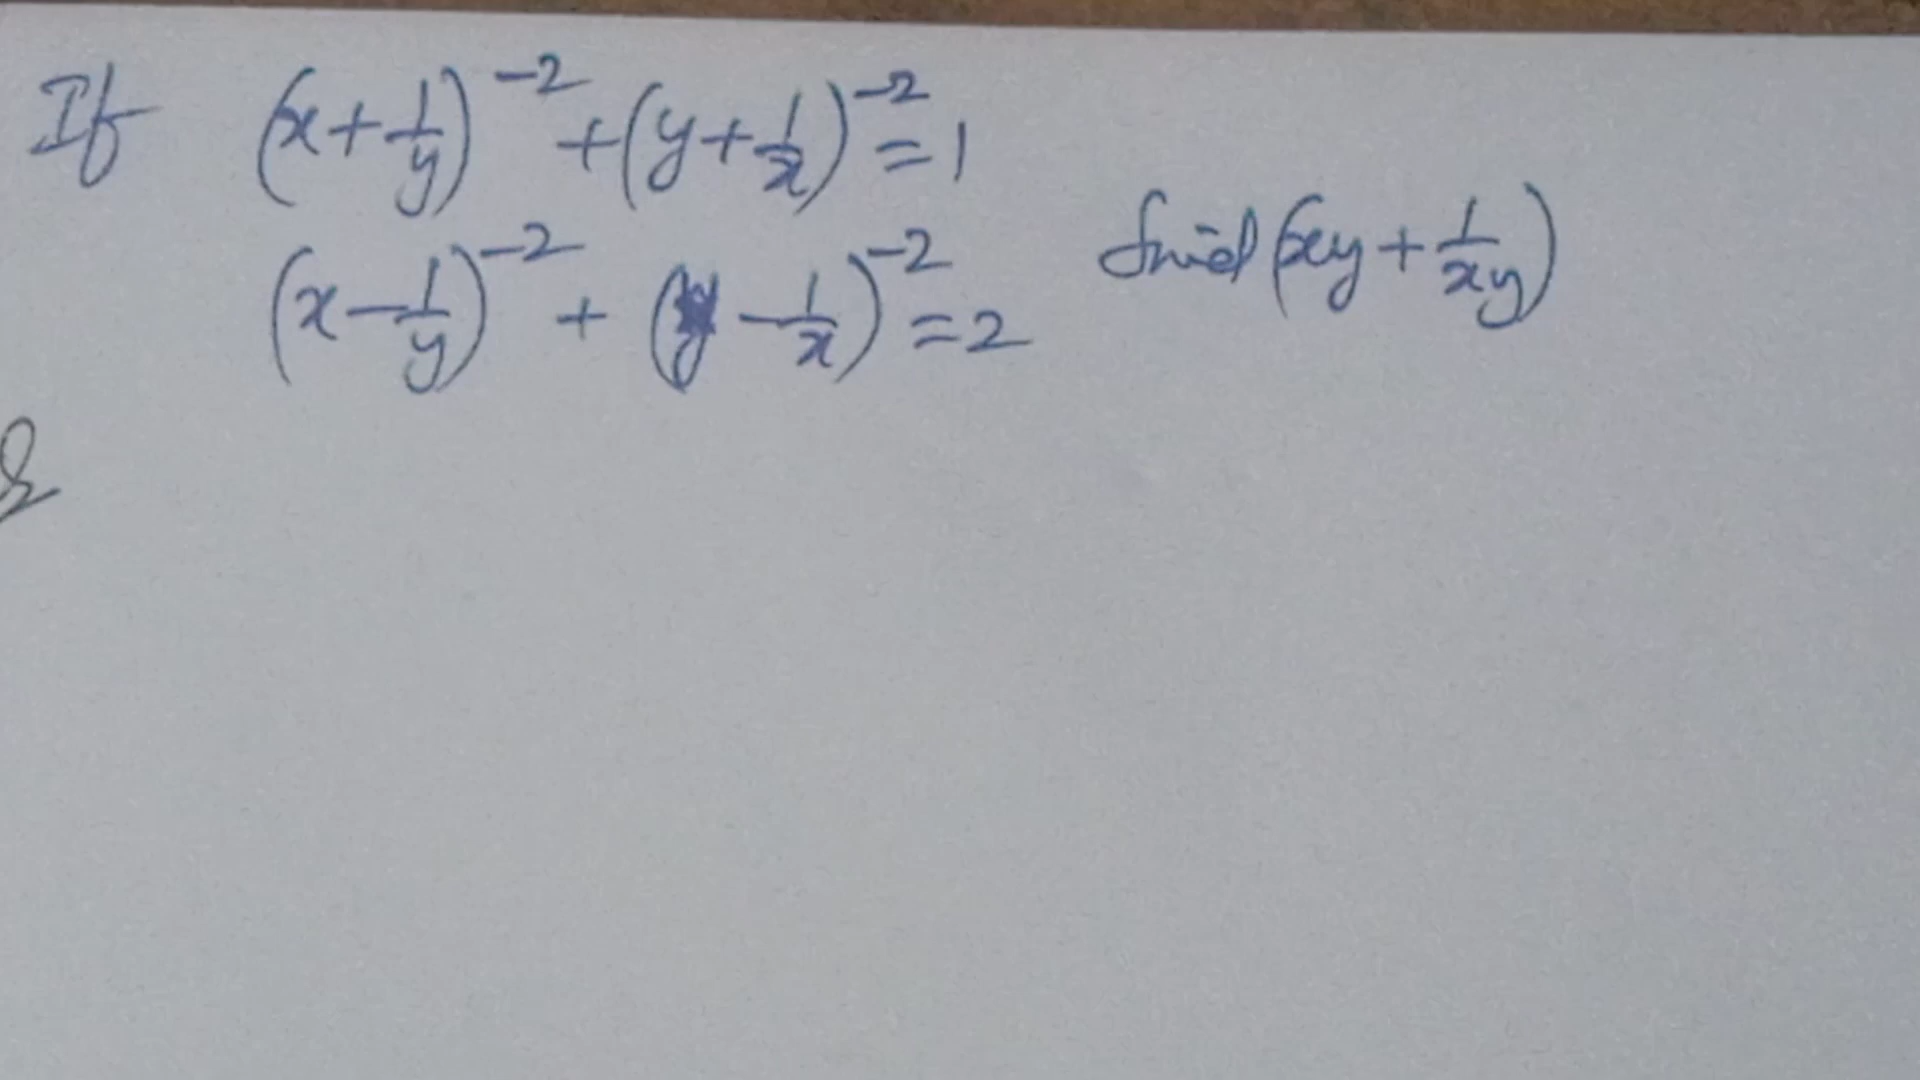 If (x+1/y)^-2 + (y+1/x)^-2 = 1
(x-1/y)^-2 + (y-1/x)^-2 = 2 find (xy+1/xy)